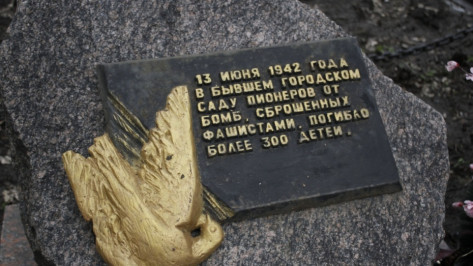 13 ИЮНЯ 1942 ГОДА
В БЫВШЕМ ГОРОДСКОМ
САДУ ПИОНЕРОВ ОТ
БОМБ, СБРОШЕННЫХ
ФАШИСТАМИ, ПОГИБЛО
БОЛЕЕ 300 ДЕТЕЙ.